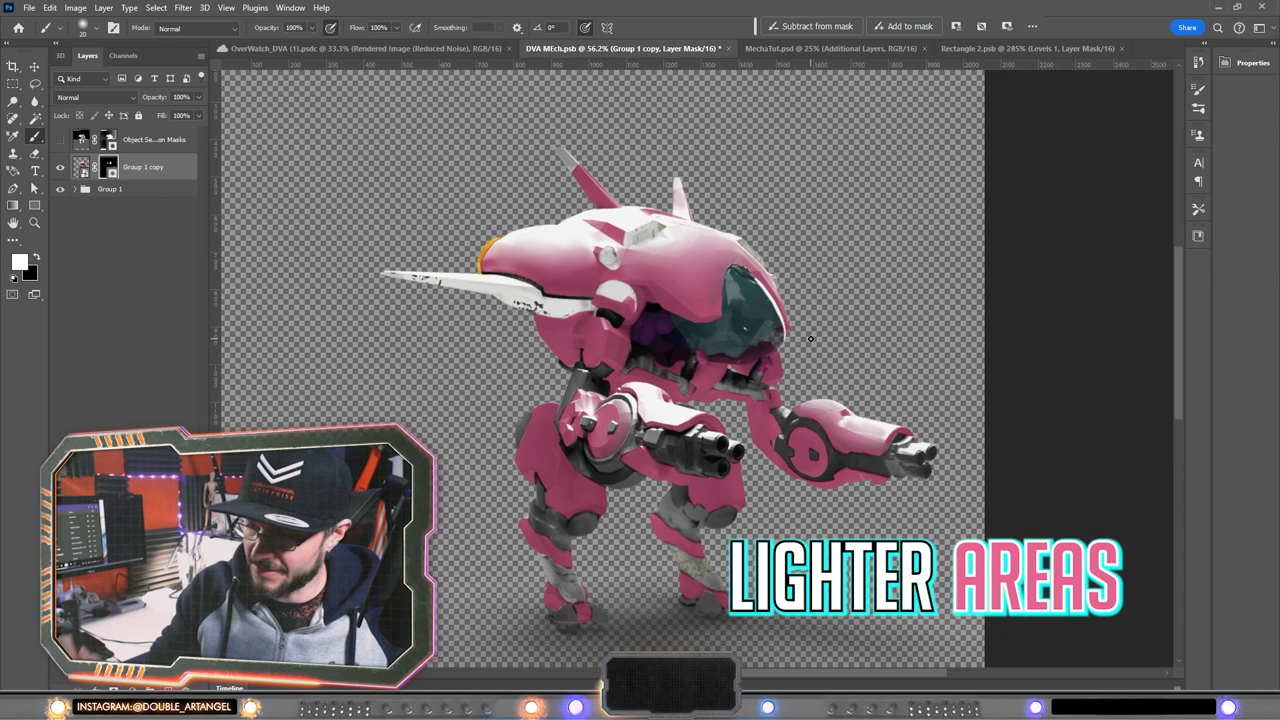 File Edit Image Layer Type Select Filter 3D View Plugins Window Help
20 Mode: Normal Opacity: 100% Flow: 100% Smoothing: 0° Subtract from mask Add to mask Share
OverWatch_DVA (1).psdc @ 33.3% (Rendered Image (Reduced Noise), RGB/16) × DVA MEch.psb @ 56.2% (Group 1 copy, Layer Mask/16) * × MechaTut.psd @ 25% (Additional Layers, RGB/16) × Rectangle 2.psb @ 285% (Levels 1, Layer Mask/16) ×
3D Layers Channels
Properties
Kind
Normal Opacity: 100%
Lock: Fill: 100%
Object Se...on Masks
Group 1 copy
Group 1
LIGHTER AREAS
Timeline
INSTAGRAM:@DOUBLE_ARTANGEL